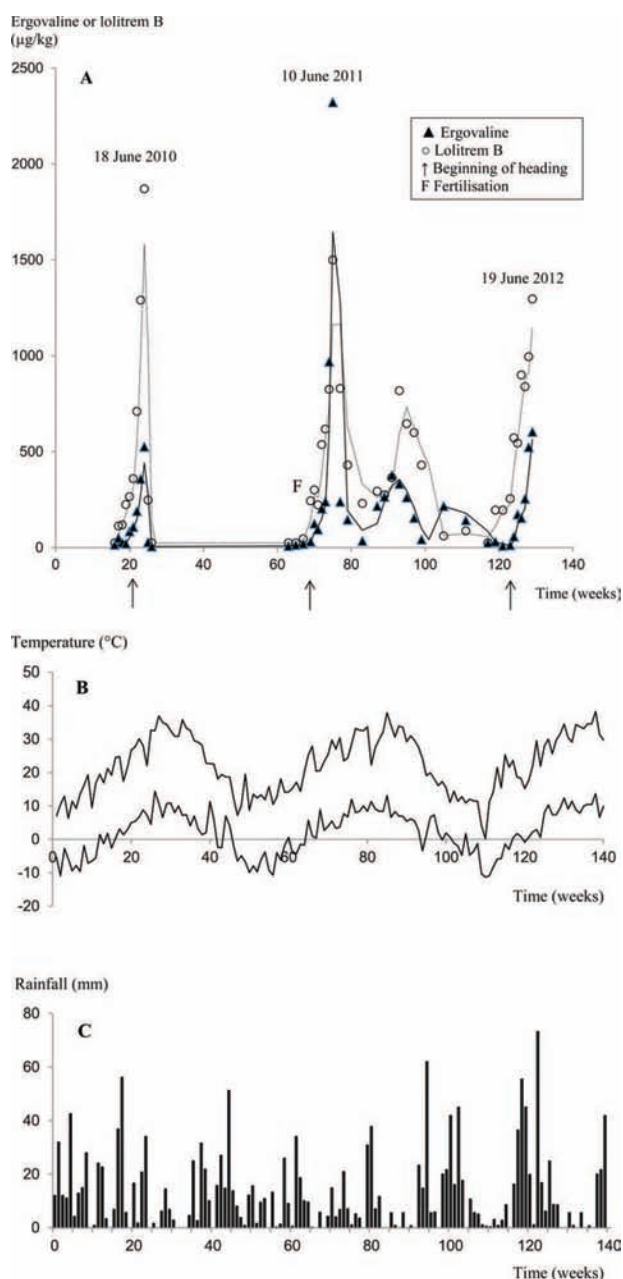 Ergovaline or lolitrem B
(µg/kg)
A
10 June 2011
2500
▲ Ergovaline
○ Lolitrem B
↑ Beginning of heading
F Fertilisation
18 June 2010
2000
1500
19 June 2012
1000
500
F
0
0 20 40 60 80 100 120 140
Time (weeks)
Temperature (°C)
B
50
40
30
20
10
0
0 20 40 60 80 100 120 140
-10
-20
Time (weeks)
Rainfall (mm)
C
80
60
40
20
0
0 20 40 60 80 100 120 140
Time (weeks)